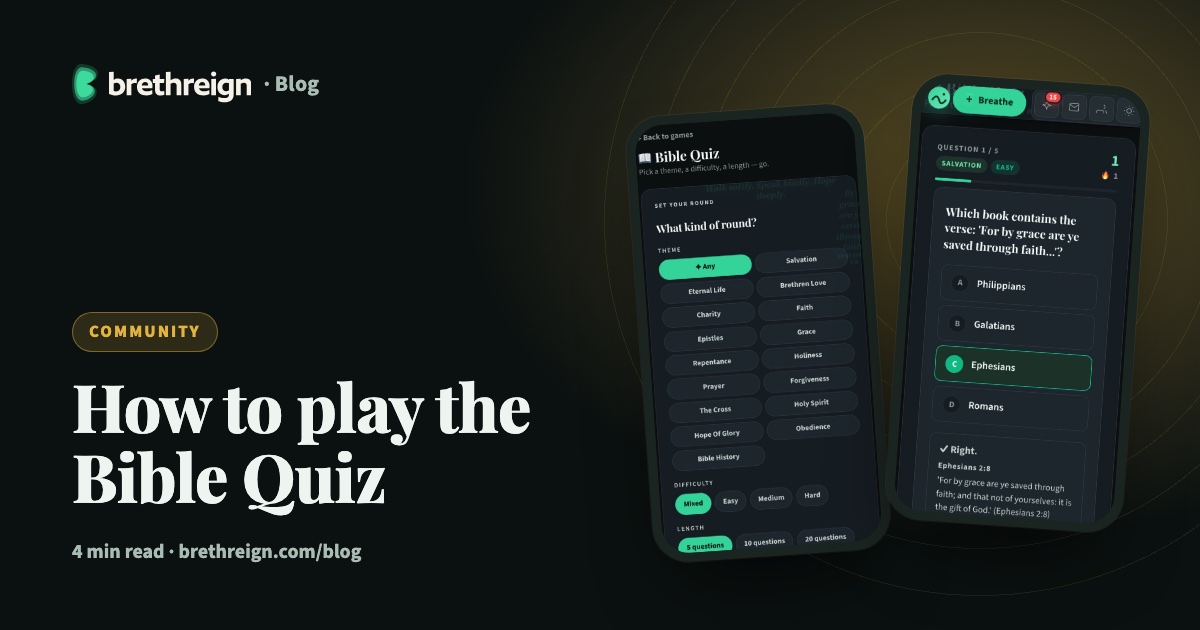 brethreign · Blog
COMMUNITY
How to play the
Bible Quiz
4 min read · brethreign.com/blog
Back to games
📖 Bible Quiz
Pick a theme, a difficulty, a length — go.
SET YOUR ROUND
What kind of round?
THEME
+ Any
Salvation
Eternal Life
Brethren Love
Charity
Faith
Epistles
Grace
Repentance
Holiness
Prayer
Forgiveness
The Cross
Holy Spirit
Hope Of Glory
Obedience
Bible History
DIFFICULTY
Mixed
Easy
Medium
Hard
LENGTH
5 questions
10 questions
20 questions
+ Breathe
15
QUESTION 1 / 5
1
SALVATION
EASY
🔥 1
Which book contains the
verse: 'For by grace are ye
saved through faith…'?
A Philippians
B Galatians
C Ephesians
D Romans
✓ Right.
Ephesians 2:8
'For by grace are ye saved through
faith; and that not of yourselves: it is
the gift of God.' (Ephesians 2:8)